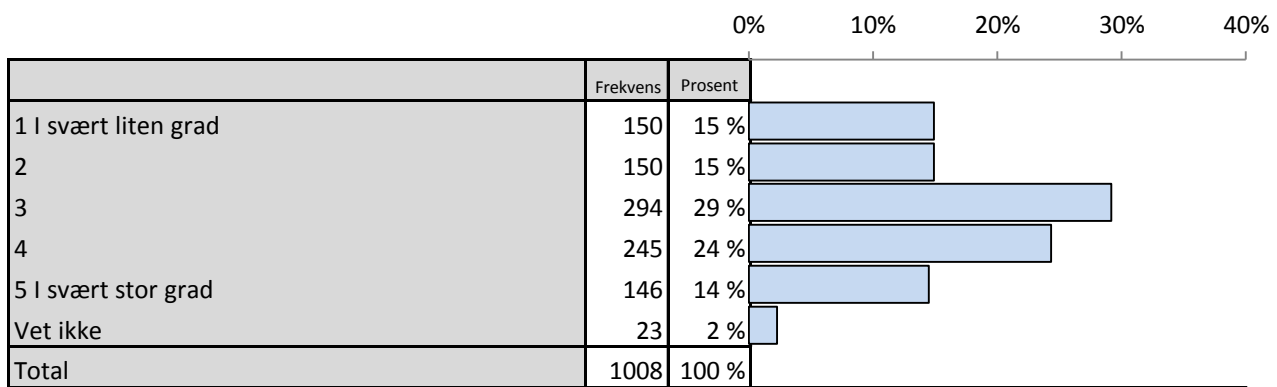 0% 10% 20% 30% 40%
Frekvens Prosent
1 I svært liten grad 150 15 %
2 150 15 %
3 294 29 %
4 245 24 %
5 I svært stor grad 146 14 %
Vet ikke 23 2 %
Total 1008 100 %